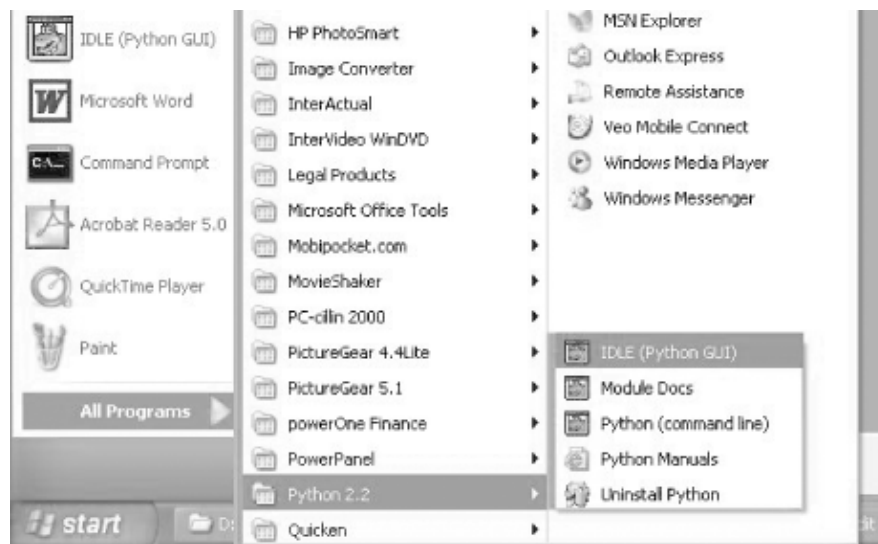 IDLE (Python GUI)
Microsoft Word
C:\
Command Prompt
Acrobat Reader 5.0
QuickTime Player
Paint
All Programs
start
HP PhotoSmart
Image Converter
InterActual
InterVideo WinDVD
Legal Products
Microsoft Office Tools
Mobipocket.com
MovieShaker
PC-cillin 2000
PictureGear 4.4Lite
PictureGear 5.1
powerOne Finance
PowerPanel
Python 2.2
Quicken
MSN Explorer
Outlook Express
Remote Assistance
Veo Mobile Connect
Windows Media Player
Windows Messenger
IDLE (Python GUI)
Module Docs
Python (command line)
Python Manuals
Uninstall Python